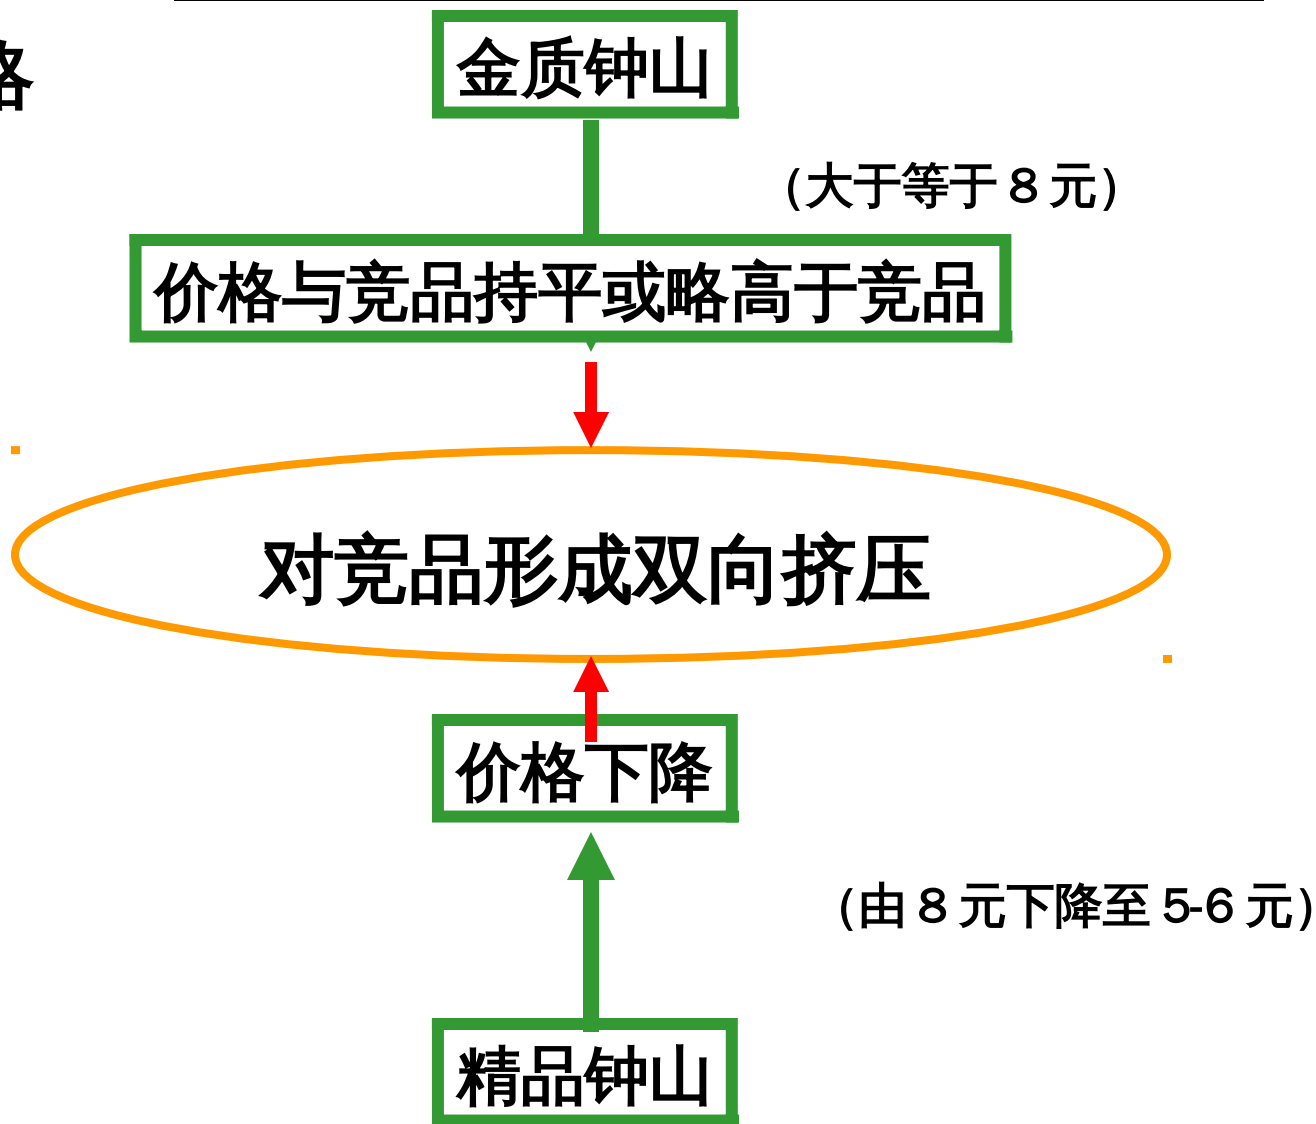 金质钟山
格
（大于等于８元）
价格与竞品持平或略高于竞品
对竞品形成双向挤压
价格下降
（由８元下降至5-6元）
精品钟山